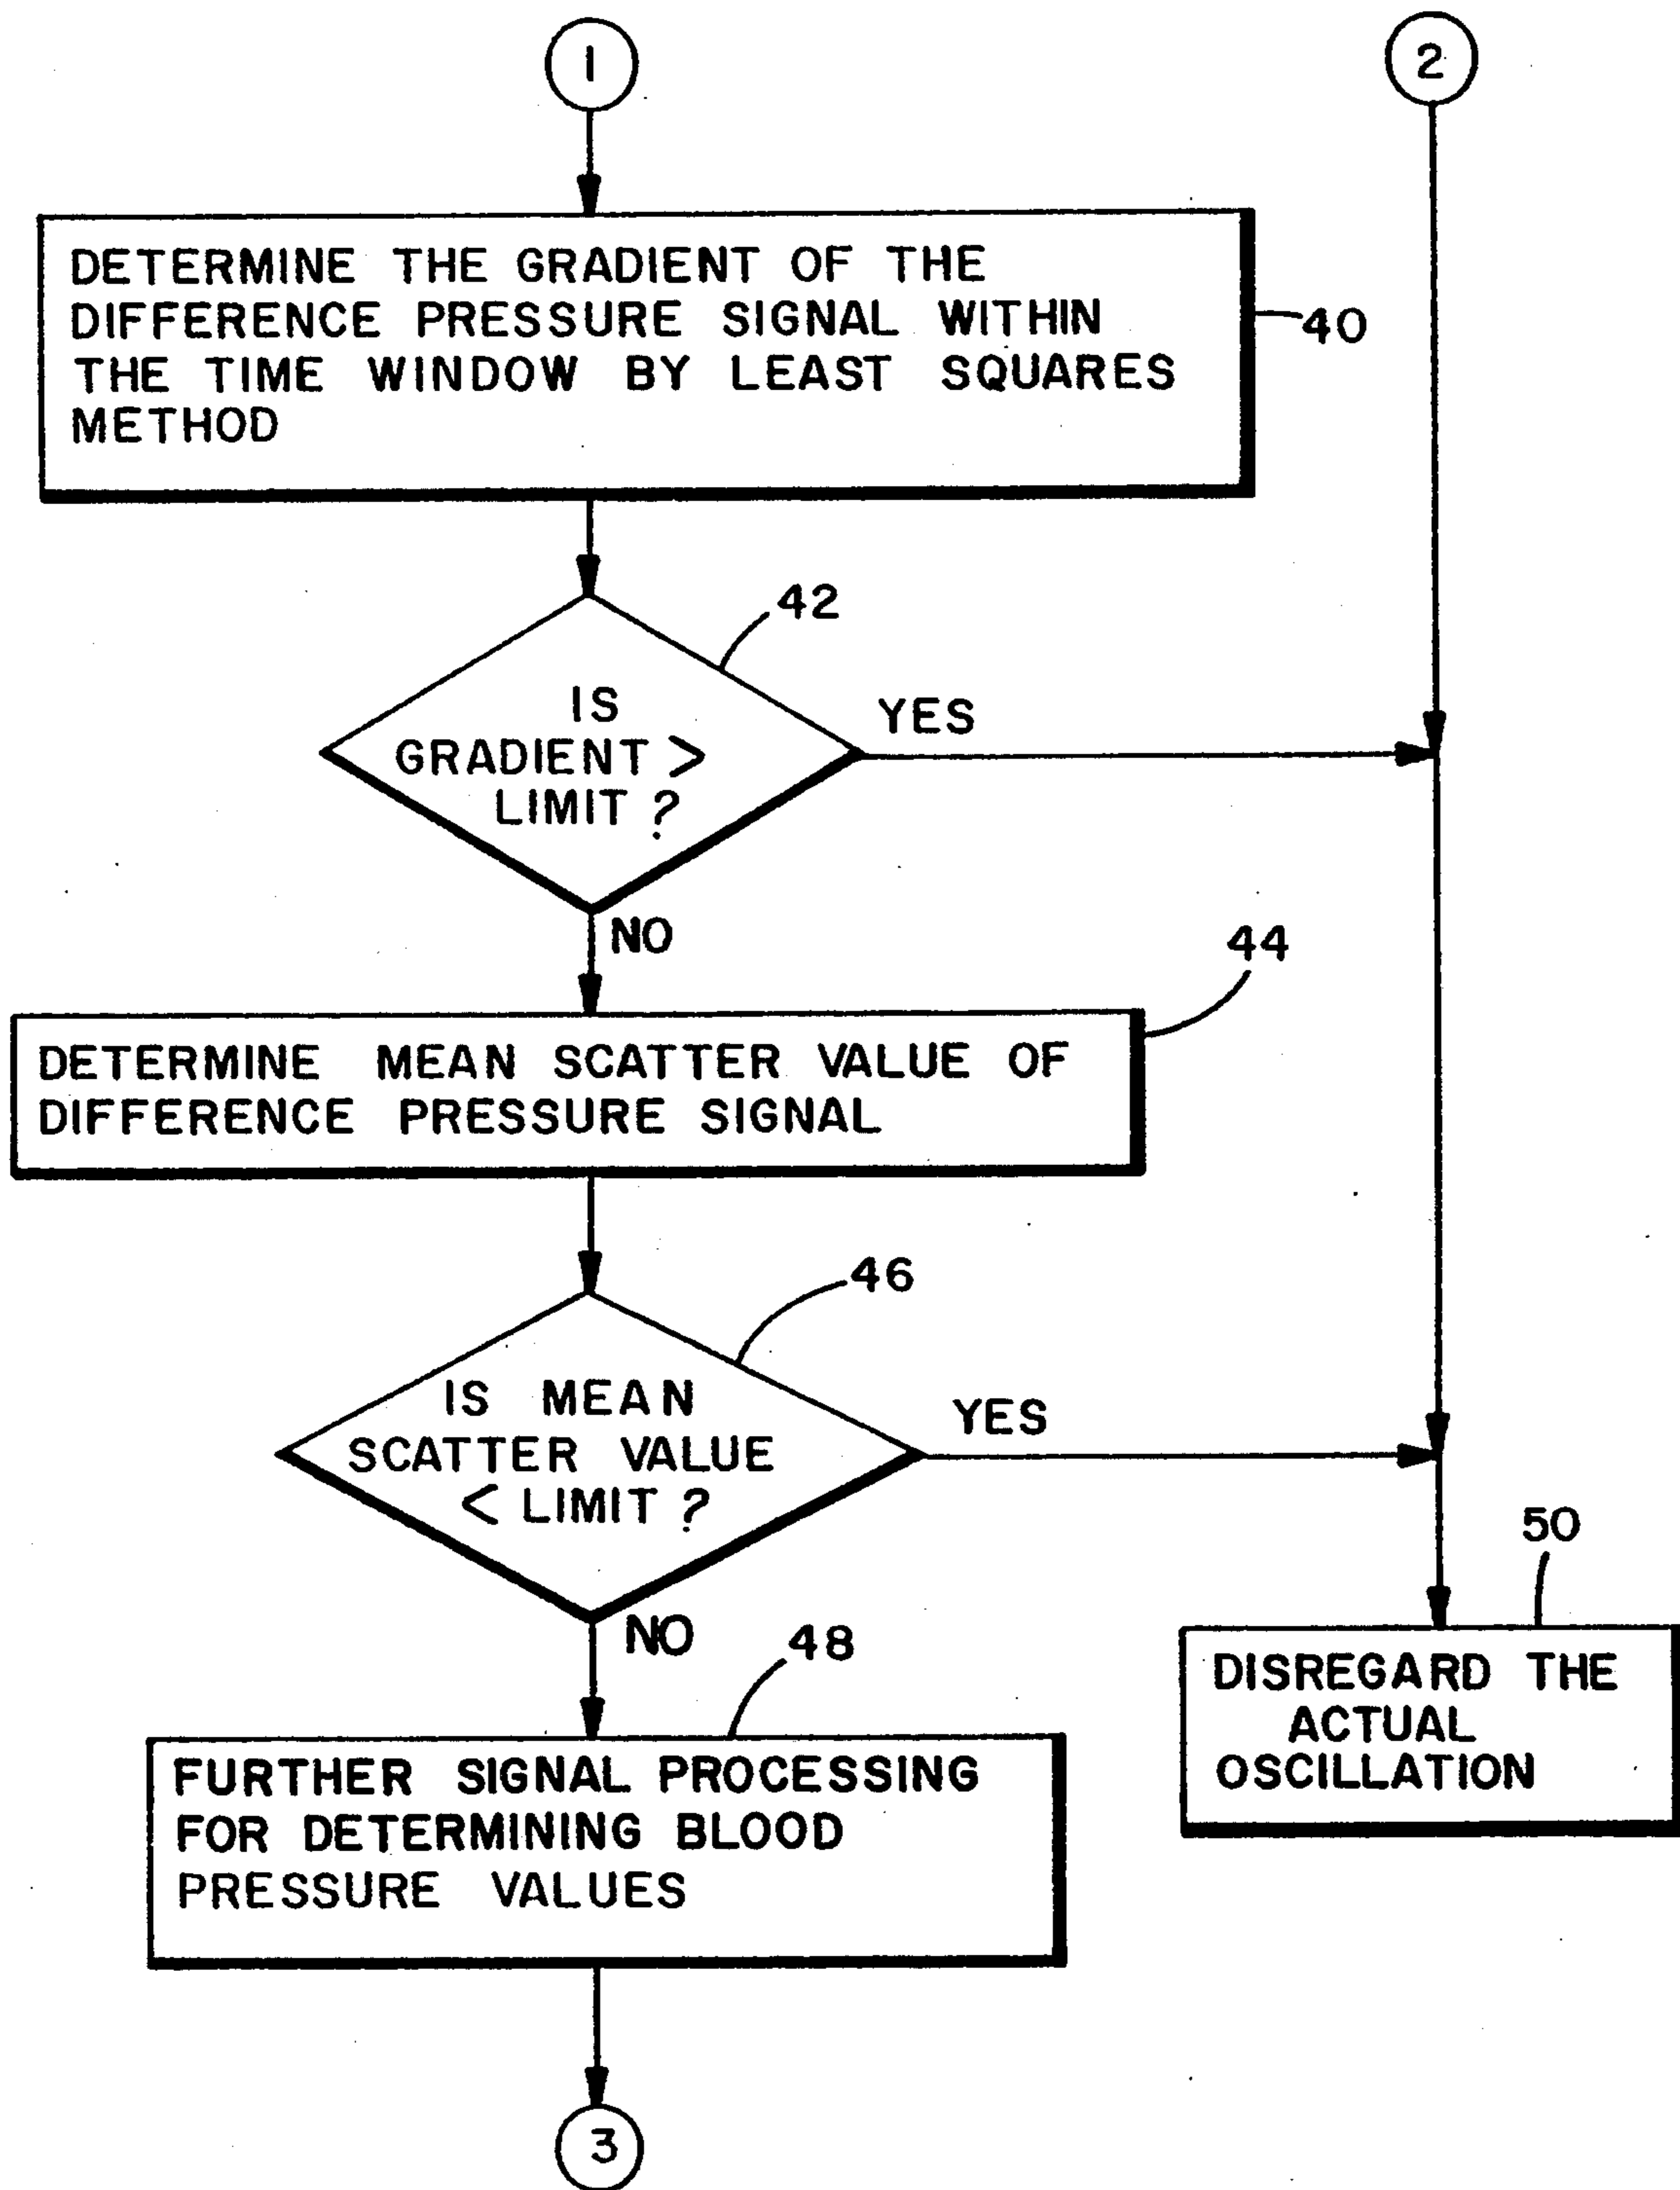 1
2
DETERMINE THE GRADIENT OF THE
DIFFERENCE PRESSURE SIGNAL WITHIN
THE TIME WINDOW BY LEAST SQUARES
METHOD
40
42
IS
GRADIENT >
LIMIT ?
YES
NO
44
DETERMINE MEAN SCATTER VALUE OF
DIFFERENCE PRESSURE SIGNAL
46
IS MEAN
SCATTER VALUE
< LIMIT ?
YES
NO
48
50
DISREGARD THE
ACTUAL
OSCILLATION
FURTHER SIGNAL PROCESSING
FOR DETERMINING BLOOD
PRESSURE VALUES
3